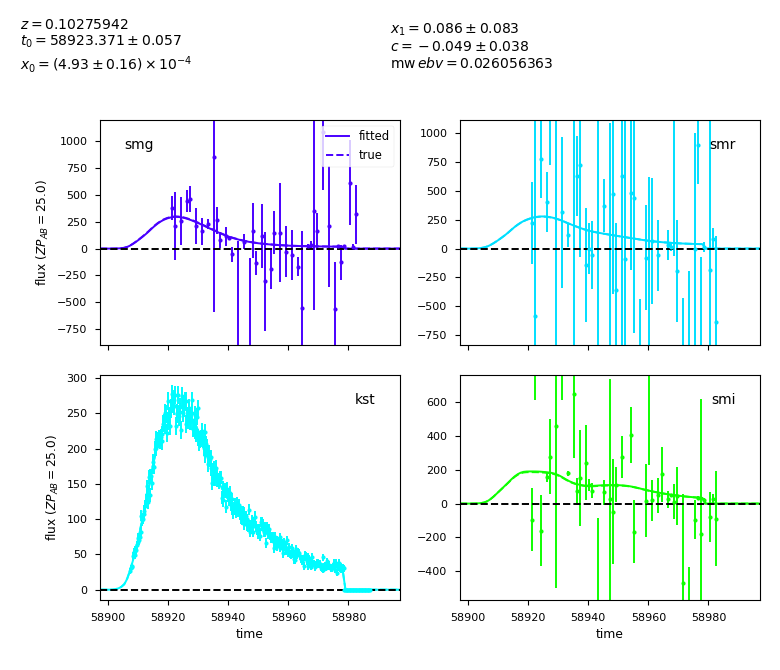 z = 0.10275942
t₀ = 58923.371 ± 0.057
x₀ = (4.93 ± 0.16) × 10⁻⁴
x₁ = 0.086 ± 0.083
c = −0.049 ± 0.038
mw ebv = 0.026056363
smg
fitted
true
1000
750
500
250
0
−250
−500
−750
flux (ZP_AB = 25.0)
smr
1000
750
500
250
0
−250
−500
−750
kst
300
250
200
150
100
50
0
flux (ZP_AB = 25.0)
58900 58920 58940 58960 58980
time
smi
600
400
200
0
−200
−400
58900 58920 58940 58960 58980
time